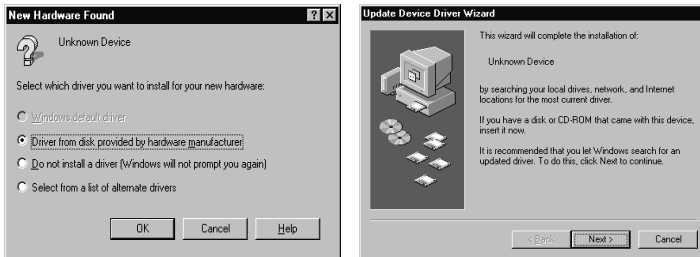 New Hardware Found
Unknown Device
Select which driver you want to install for your new hardware:
Windows default driver
Driver from disk provided by hardware manufacturer
Do not install a driver (Windows will not prompt you again)
Select from a list of alternate drivers
OK Cancel Help
Update Device Driver Wizard
This wizard will complete the installation of:
Unknown Device
by searching your local drives, network, and Internet
locations for the most current driver.
If you have a disk or CD-ROM that came with this device,
insert it now.
It is recommended that you let Windows search for an
updated driver. To do this, click Next to continue.
< Back Next > Cancel